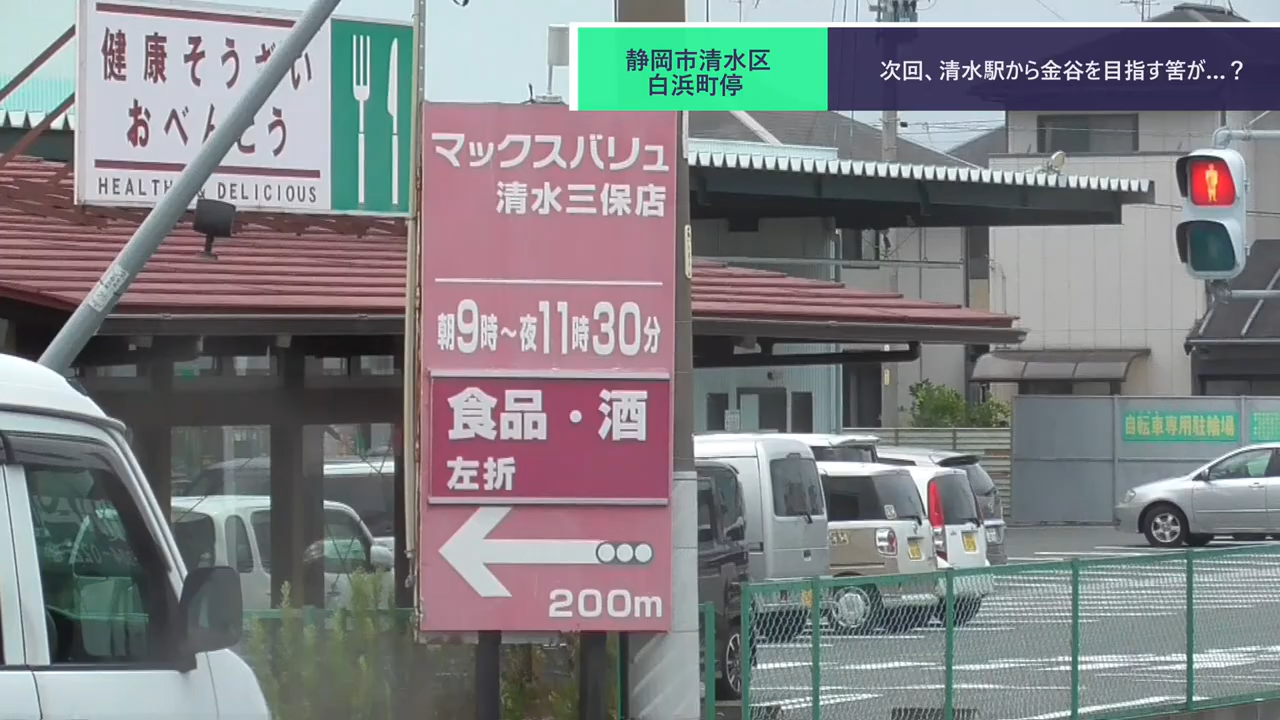 静岡市清水区
白浜町停
次回、清水駅から金谷を目指す筈が…？
健康そうざい
おべんとう
HEALTHY & DELICIOUS
マックスバリュ
清水三保店
朝9時～夜11時30分
食品・酒
左折
200m
自転車専用駐輪場